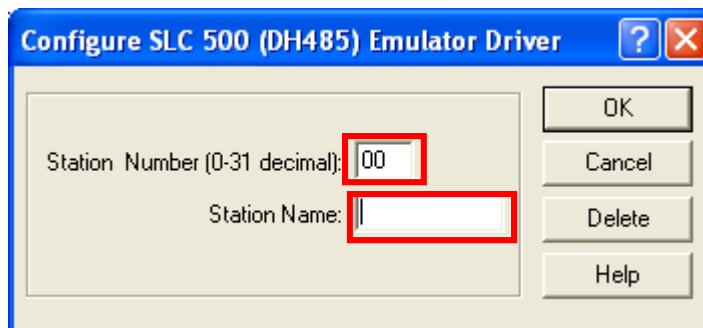 Configure SLC 500 (DH485) Emulator Driver
OK
Station Number (0-31 decimal): 00
Cancel
Station Name:
Delete
Help